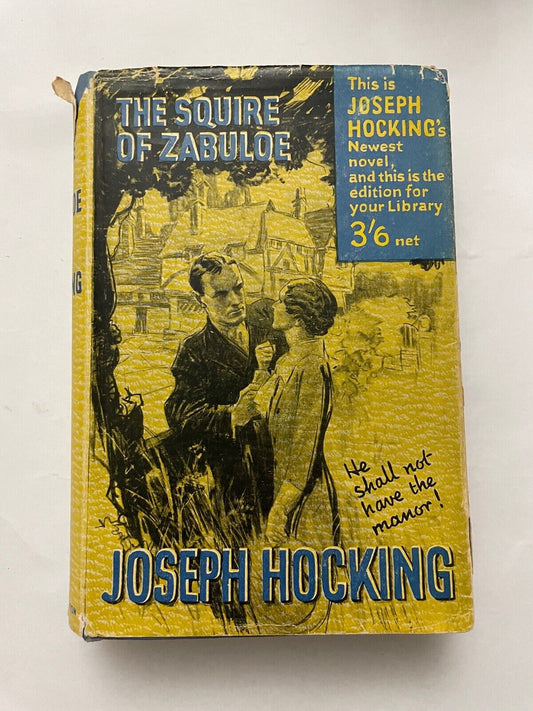 THE SQUIRE
OF ZABULOE
This is
JOSEPH
HOCKING's
Newest
novel,
and this is the
edition for
your Library
3'6 net
He
shall not
have the
manor!
JOSEPH HOCKING